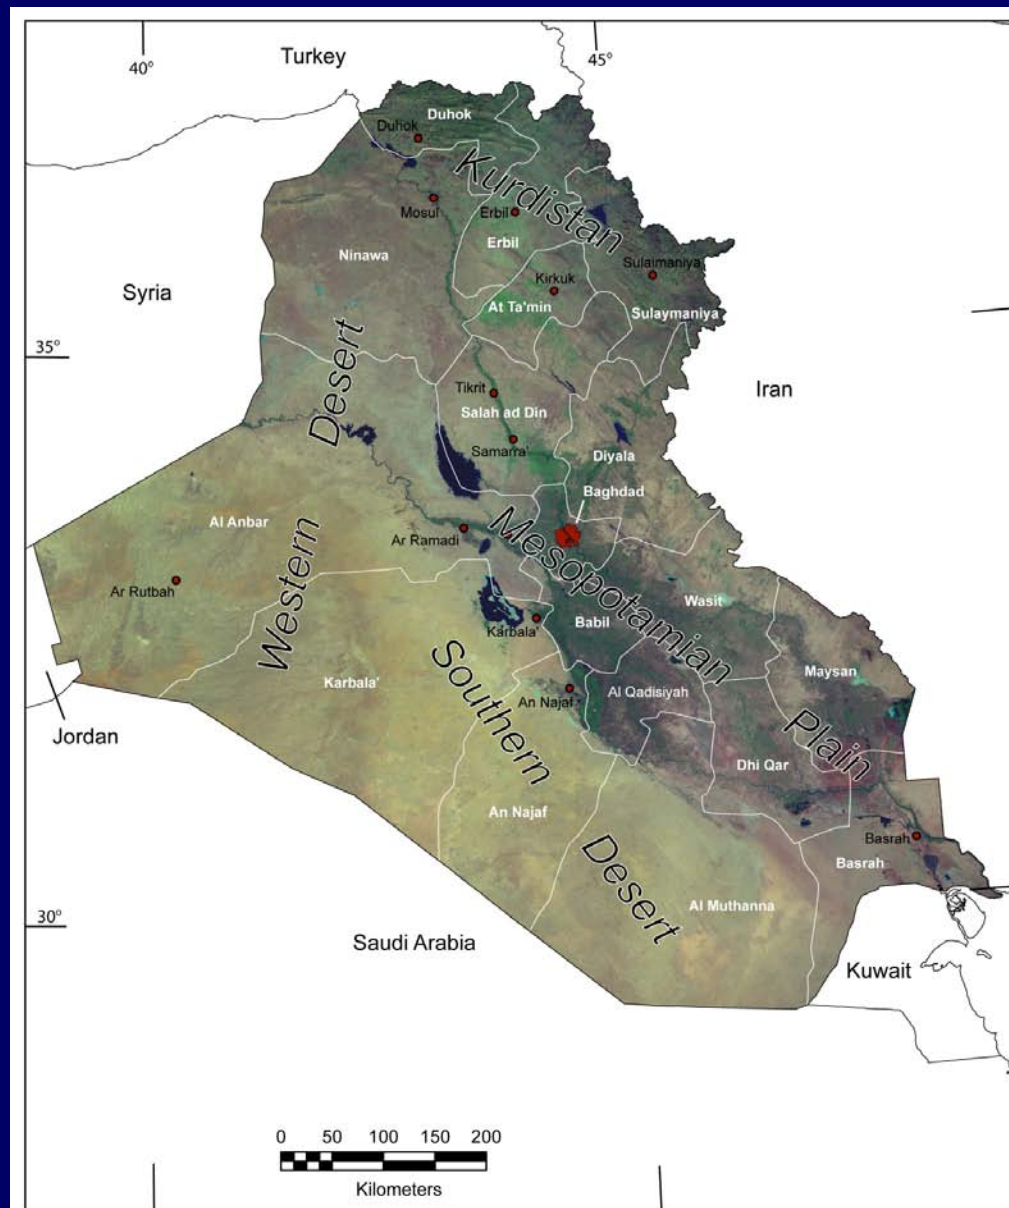 40°
Turkey
45°
Duhok
Duhok
Kurdistan
Mosul
Erbil
Erbil
Ninawa
Sulaimaniya
Kirkuk
Syria
At Ta'min
Sulaymaniya
35°
Desert
Tikrit
Iran
Salah ad Din
Samarra'
Diyala
Baghdad
Al Anbar
Ar Ramadi
Mesopotamian
Ar Rutbah
Western
Wasit
Karbala'
Babil
Karbala'
Southern
Maysan
An Najaf
Al Qadisiyah
Jordan
Plain
Dhi Qar
An Najaf
Basrah
Basrah
Desert
Al Muthanna
30°
Saudi Arabia
Kuwait
0 50 100 150 200
Kilometers